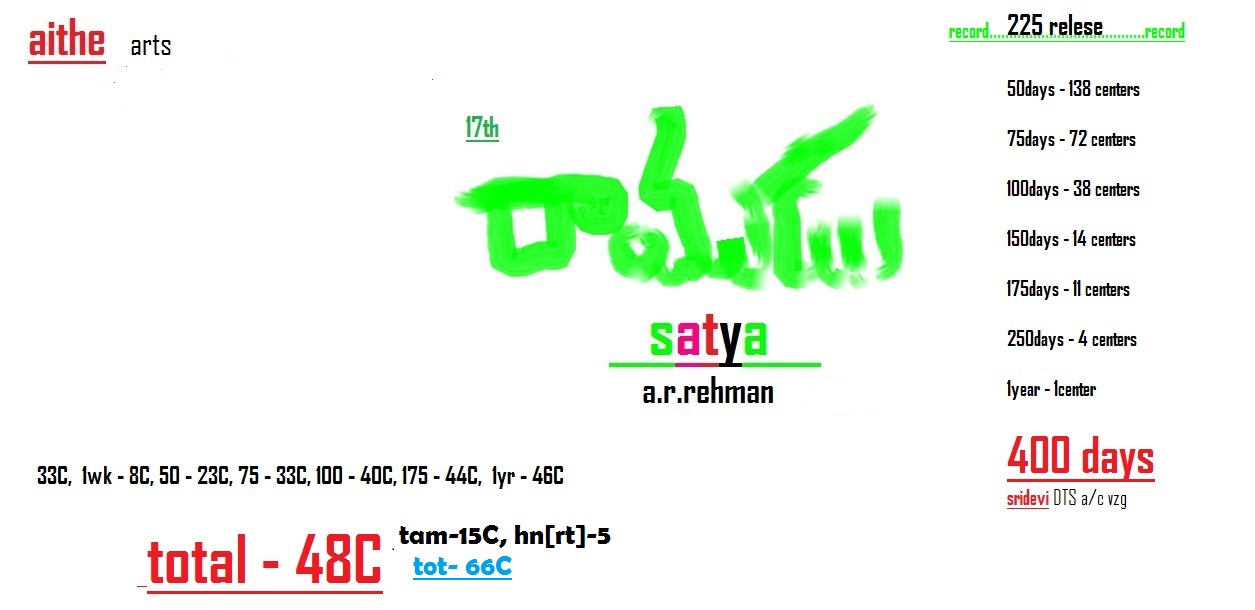 aithe arts
record....225 relese..........record
50days - 138 centers
17th
75days - 72 centers
100days - 38 centers
150days - 14 centers
175days - 11 centers
satya
250days - 4 centers
a.r.rehman
1year - 1center
400 days
33C, 1wk - 8C, 50 - 23C, 75 - 33C, 100 - 40C, 175 - 44C, 1yr - 46C
sridevi DTS a/c vzg
total - 48C
tam-15C, hn[rt]-5
tot- 66C